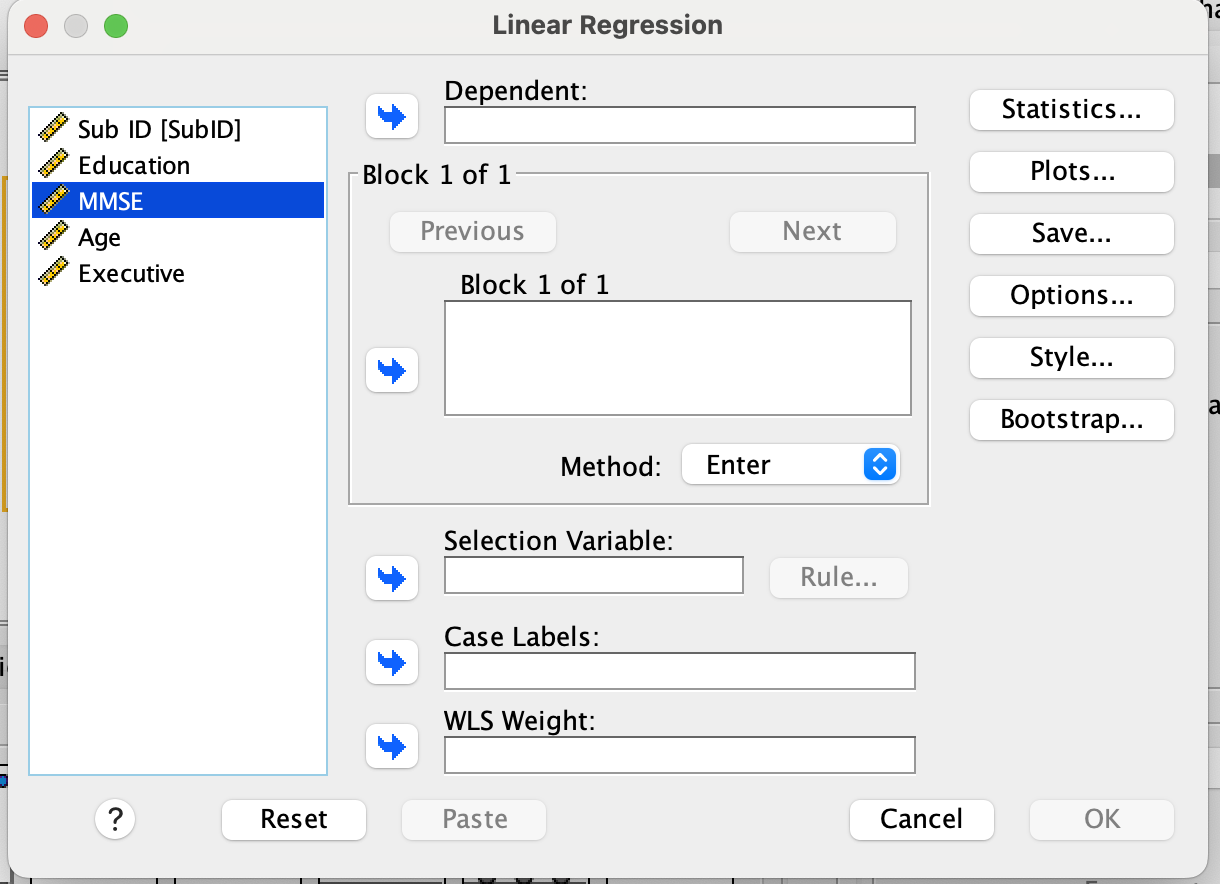 Linear Regression
Sub ID [SubID]
Education
MMSE
Age
Executive
Dependent:
Block 1 of 1
Previous
Next
Block 1 of 1
Method:
Enter
Selection Variable:
Rule...
Case Labels:
WLS Weight:
Statistics...
Plots...
Save...
Options...
Style...
Bootstrap...
?
Reset
Paste
Cancel
OK